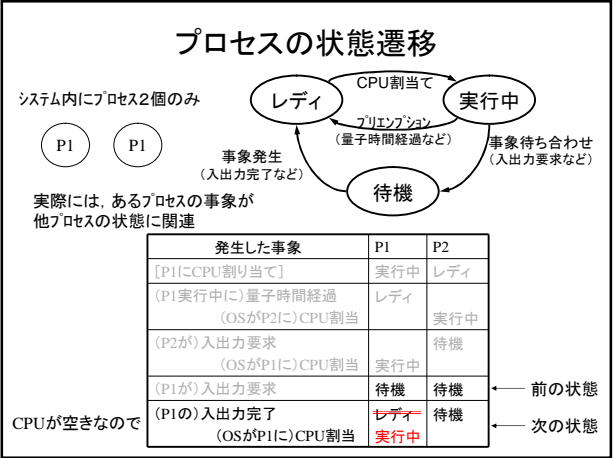 プロセスの状態遷移
システム内にプロセス2個のみ
P1 P1
レディ
CPU割当て
実行中
プリエンプション
(量子時間経過など)
事象発生
(入出力完了など)
事象待ち合わせ
(入出力要求など)
待機
実際には，あるプロセスの事象が
他プロセスの状態に関連
発生した事象 P1 P2
[P1にCPU割り当て] 実行中 レディ
(P1実行中に)量子時間経過 レディ
(OSがP2に)CPU割当 実行中
(P2が)入出力要求 待機
(OSがP1に)CPU割当 実行中
(P1が)入出力要求 待機 待機 前の状態
CPUが空きなので
(P1の)入出力完了 レディ 待機
(OSがP1に)CPU割当 実行中
次の状態